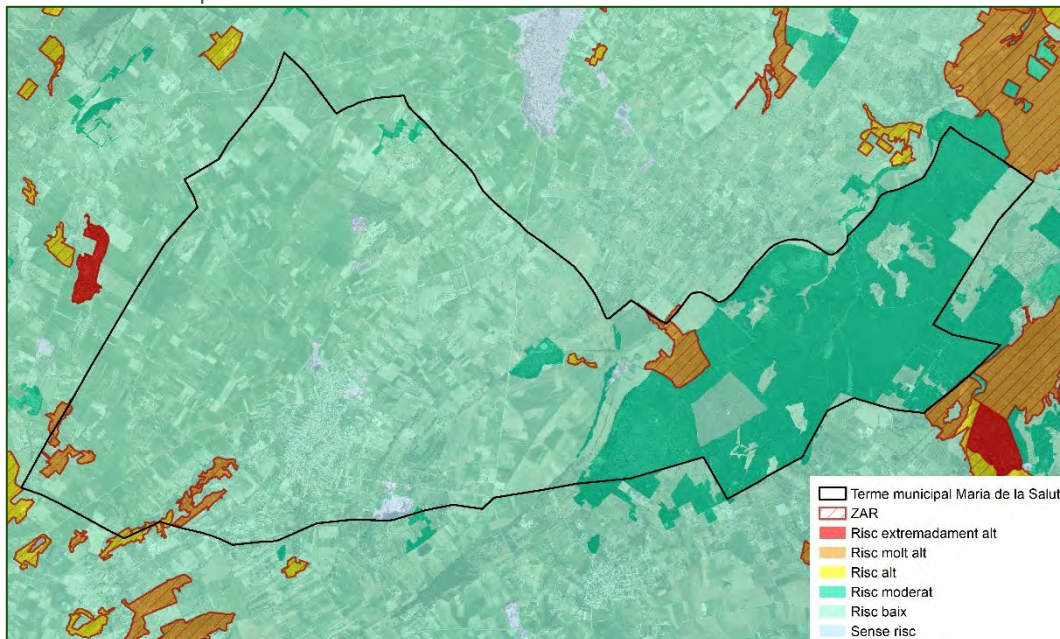 Terme municipal Maria de la Salut
ZAR
Risc extremadament alt
Risc molt alt
Risc alt
Risc moderat
Risc baix
Sense risc